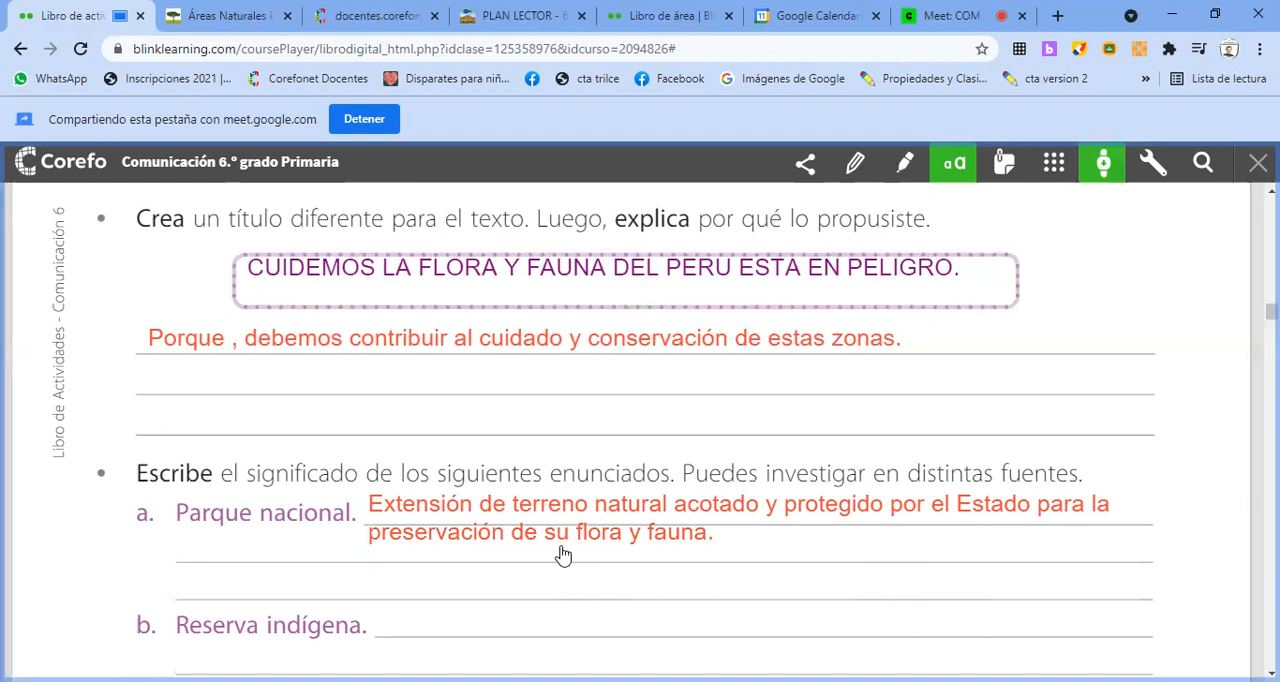 Libro de activ
Áreas Naturales
docentes.corefon
PLAN LECTOR - 6
Libro de área | Bl
Google Calendar
Meet: COM
blinklearning.com/coursePlayer/librodigital_html.php?idclase=125358976&idcurso=2094826#
WhatsApp
Inscripciones 2021 |...
Corefonet Docentes
Disparates para niñ...
cta trilce
Facebook
Imágenes de Google
Propiedades y Clasi...
cta version 2
»
Lista de lectura
Compartiendo esta pestaña con meet.google.com
Detener
Corefo
Comunicación 6.º grado Primaria
aa
Libro de Actividades - Comunicación 6
• Crea un título diferente para el texto. Luego, explica por qué lo propusiste.
CUIDEMOS LA FLORA Y FAUNA DEL PERU ESTA EN PELIGRO.
Porque , debemos contribuir al cuidado y conservación de estas zonas.
• Escribe el significado de los siguientes enunciados. Puedes investigar en distintas fuentes.
a. Parque nacional. Extensión de terreno natural acotado y protegido por el Estado para la
preservación de su flora y fauna.
b. Reserva indígena.